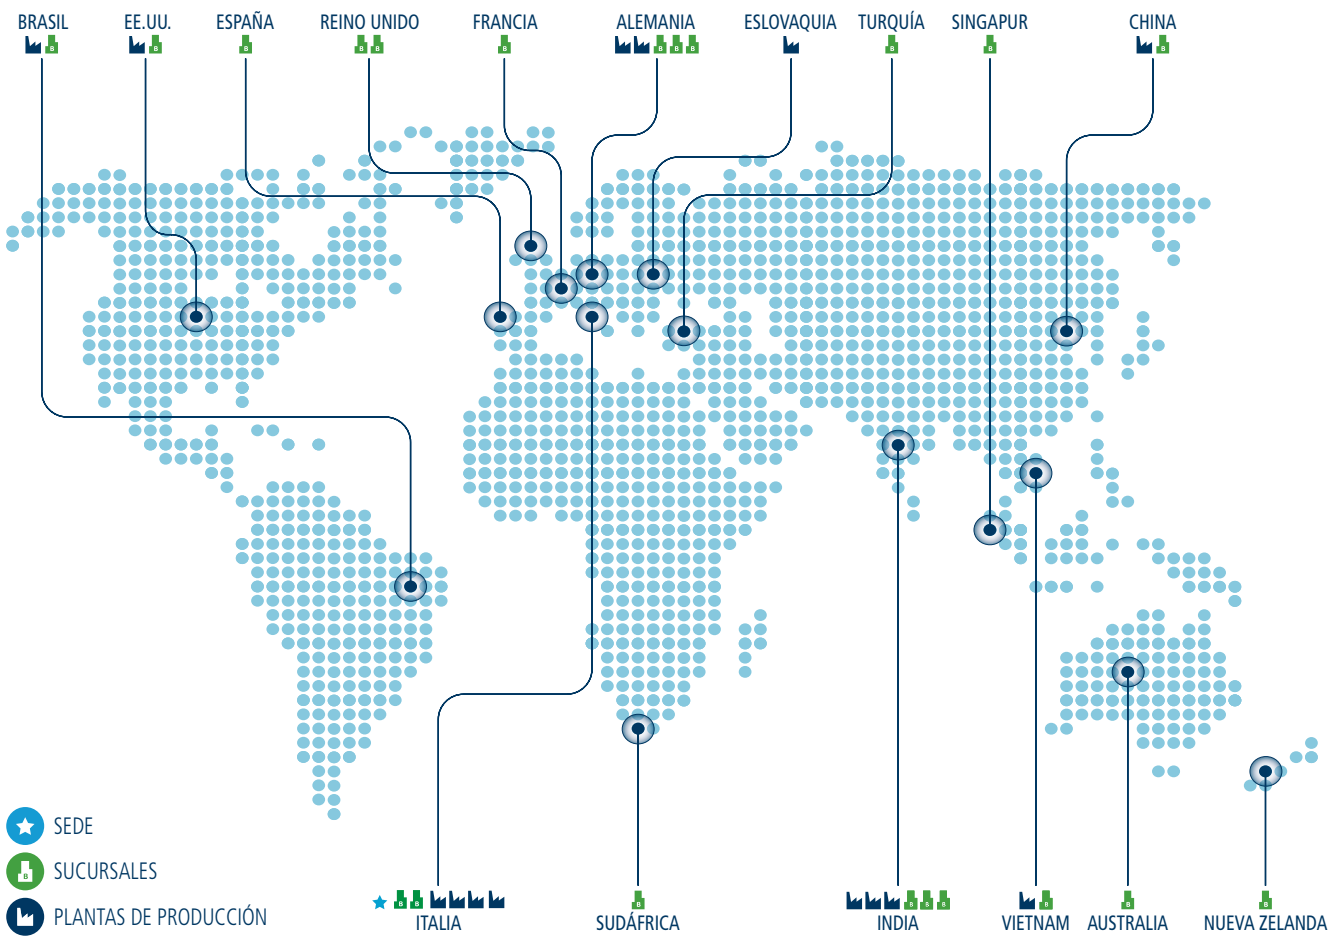 BRASIL
EE.UU.
ESPAÑA
REINO UNIDO
FRANCIA
ALEMANIA
ESLOVAQUIA
TURQUÍA
SINGAPUR
CHINA
SEDE
SUCURSALES
PLANTAS DE PRODUCCIÓN
ITALIA
SUDÁFRICA
INDIA
VIETNAM
AUSTRALIA
NUEVA ZELANDA